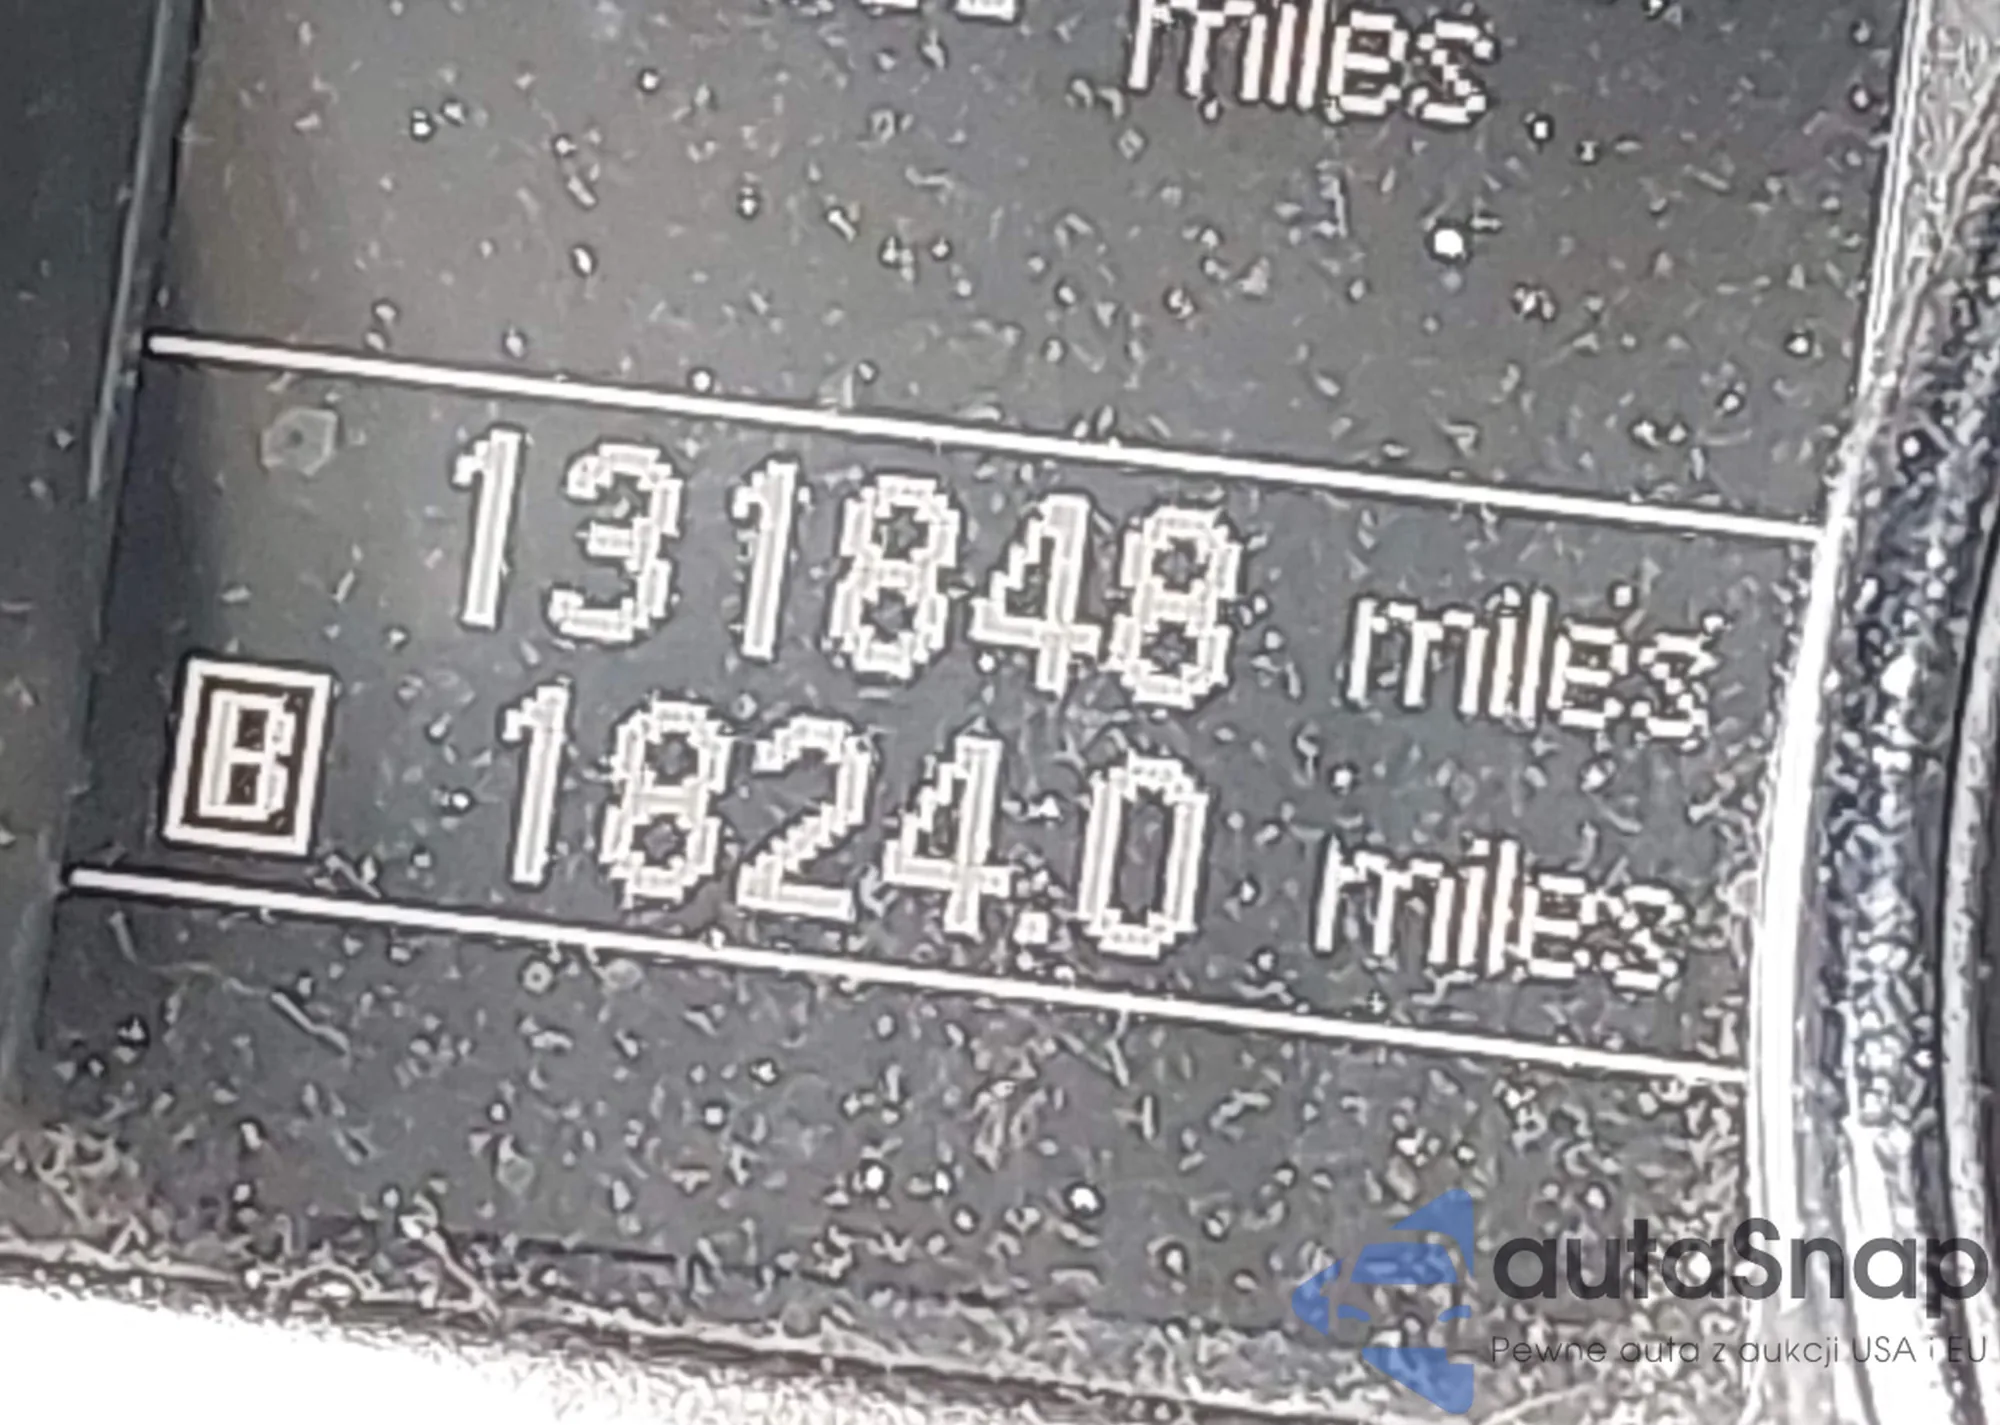 miles
131848 miles
B 1824.0 miles
autaSnap
Pewne auta z aukcji USA i EU